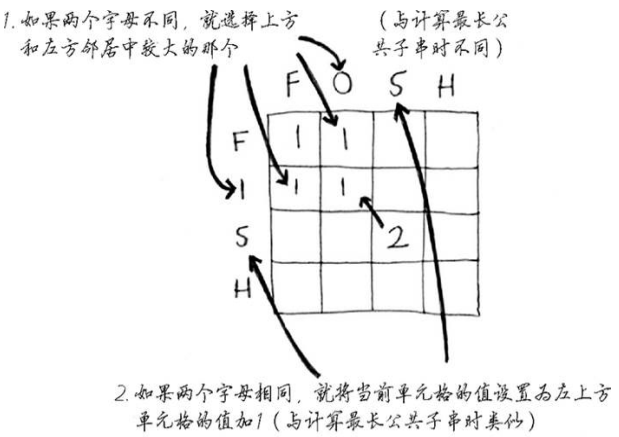 1. 如果两个字母不同，就选择上方
和左方邻居中较大的那个
（与计算最长公
共子串时不同）
F O S H
F 1 1
I 1 1
S 2
H
2. 如果两个字母相同，就将当前单元格的值设置为左上方
单元格的值加1（与计算最长公共子串时类似）